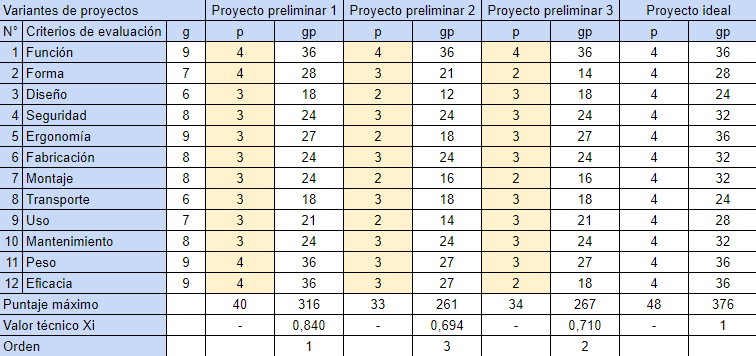 Variantes de proyectos Proyecto preliminar 1 Proyecto preliminar 2 Proyecto preliminar 3 Proyecto ideal
N° Criterios de evaluación g p gp p gp p gp p gp
1 Función 9 4 36 4 36 4 36 4 36
2 Forma 7 4 28 3 21 2 14 4 28
3 Diseño 6 3 18 2 12 3 18 4 24
4 Seguridad 8 3 24 3 24 3 24 4 32
5 Ergonomía 9 3 27 2 18 3 27 4 36
6 Fabricación 8 3 24 3 24 3 24 4 32
7 Montaje 8 3 24 2 16 2 16 4 32
8 Transporte 6 3 18 3 18 3 18 4 24
9 Uso 7 3 21 2 14 3 21 4 28
10 Mantenimiento 8 3 24 3 24 3 24 4 32
11 Peso 9 4 36 3 27 3 27 4 36
12 Eficacia 9 4 36 3 27 2 18 4 36
Puntaje máximo 40 316 33 261 34 267 48 376
Valor técnico Xi - 0,840 - 0,694 - 0,710 - 1
Orden 1 3 2